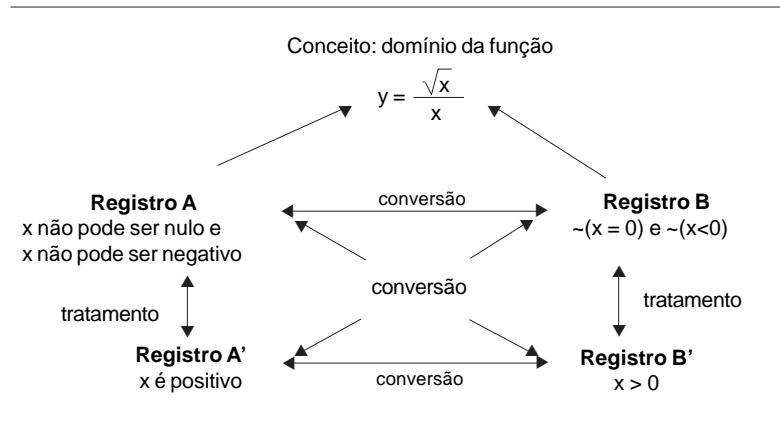 Conceito: domínio da função
y = √x / x
Registro A
x não pode ser nulo e
x não pode ser negativo
conversão
Registro B
~(x = 0) e ~(x<0)
conversão
tratamento
tratamento
Registro A’
x é positivo
conversão
Registro B’
x > 0